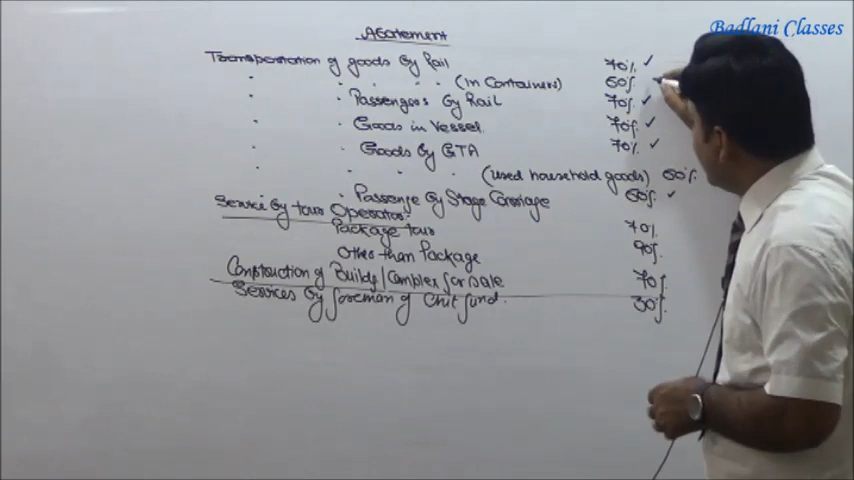 Badlani Classes
Abatement
Transportation of goods by Rail 70% ✓
" " " " " (In Containers) 60%
" " Passengers by Rail 70% ✓
" " Goods in Vessel 70% ✓
" " Goods by GTA 70% ✓
" " " " " (used household goods) 60%
" Passenge by Stage Carriage 60% ✓
Service by tour Operator:
Package tour 70%
Other than Package 90%
Construction of Builds/Complex for Sale 70%
Services by foreman of Chit fund. 30%